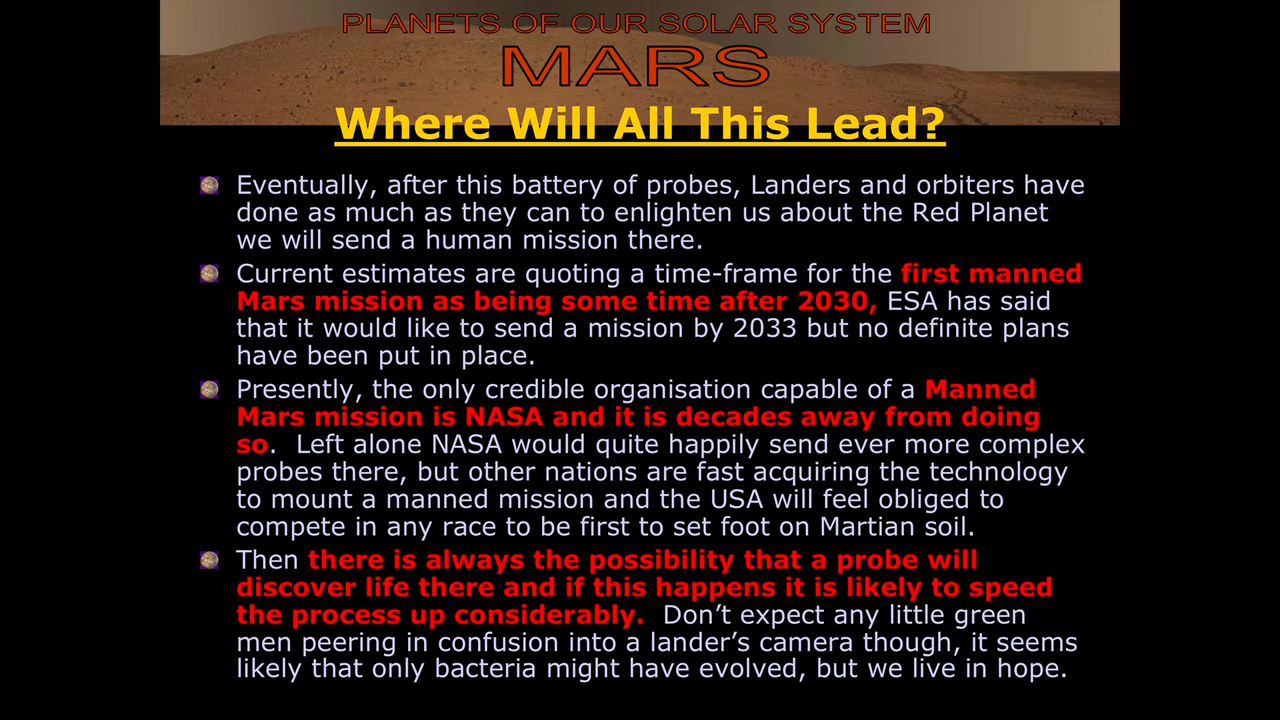 PLANETS OF OUR SOLAR SYSTEM
MARS
Where Will All This Lead?
Eventually, after this battery of probes, Landers and orbiters have
done as much as they can to enlighten us about the Red Planet
we will send a human mission there.
Current estimates are quoting a time-frame for the first manned
Mars mission as being some time after 2030, ESA has said
that it would like to send a mission by 2033 but no definite plans
have been put in place.
Presently, the only credible organisation capable of a Manned
Mars mission is NASA and it is decades away from doing
so.  Left alone NASA would quite happily send ever more complex
probes there, but other nations are fast acquiring the technology
to mount a manned mission and the USA will feel obliged to
compete in any race to be first to set foot on Martian soil.
Then there is always the possibility that a probe will
discover life there and if this happens it is likely to speed
the process up considerably.  Don’t expect any little green
men peering in confusion into a lander’s camera though, it seems
likely that only bacteria might have evolved, but we live in hope.